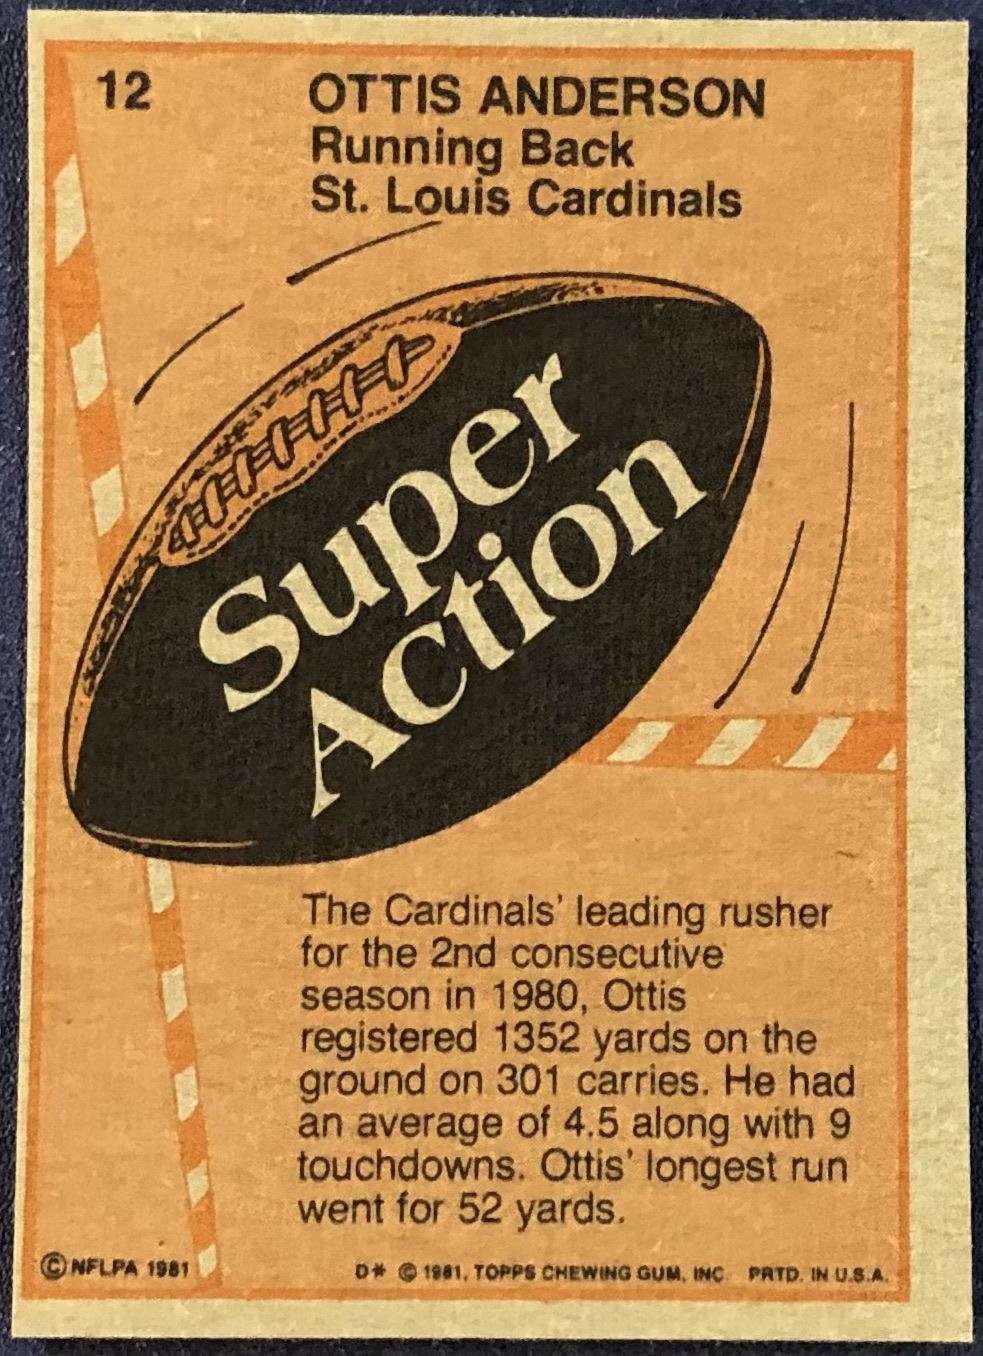 12
OTTIS ANDERSON
Running Back
St. Louis Cardinals
Super
Action
The Cardinals' leading rusher
for the 2nd consecutive
season in 1980, Ottis
registered 1352 yards on the
ground on 301 carries. He had
an average of 4.5 along with 9
touchdowns. Ottis' longest run
went for 52 yards.
© NFLPA 1981
D* © 1981, TOPPS CHEWING GUM, INC. PRTD. IN U.S.A.